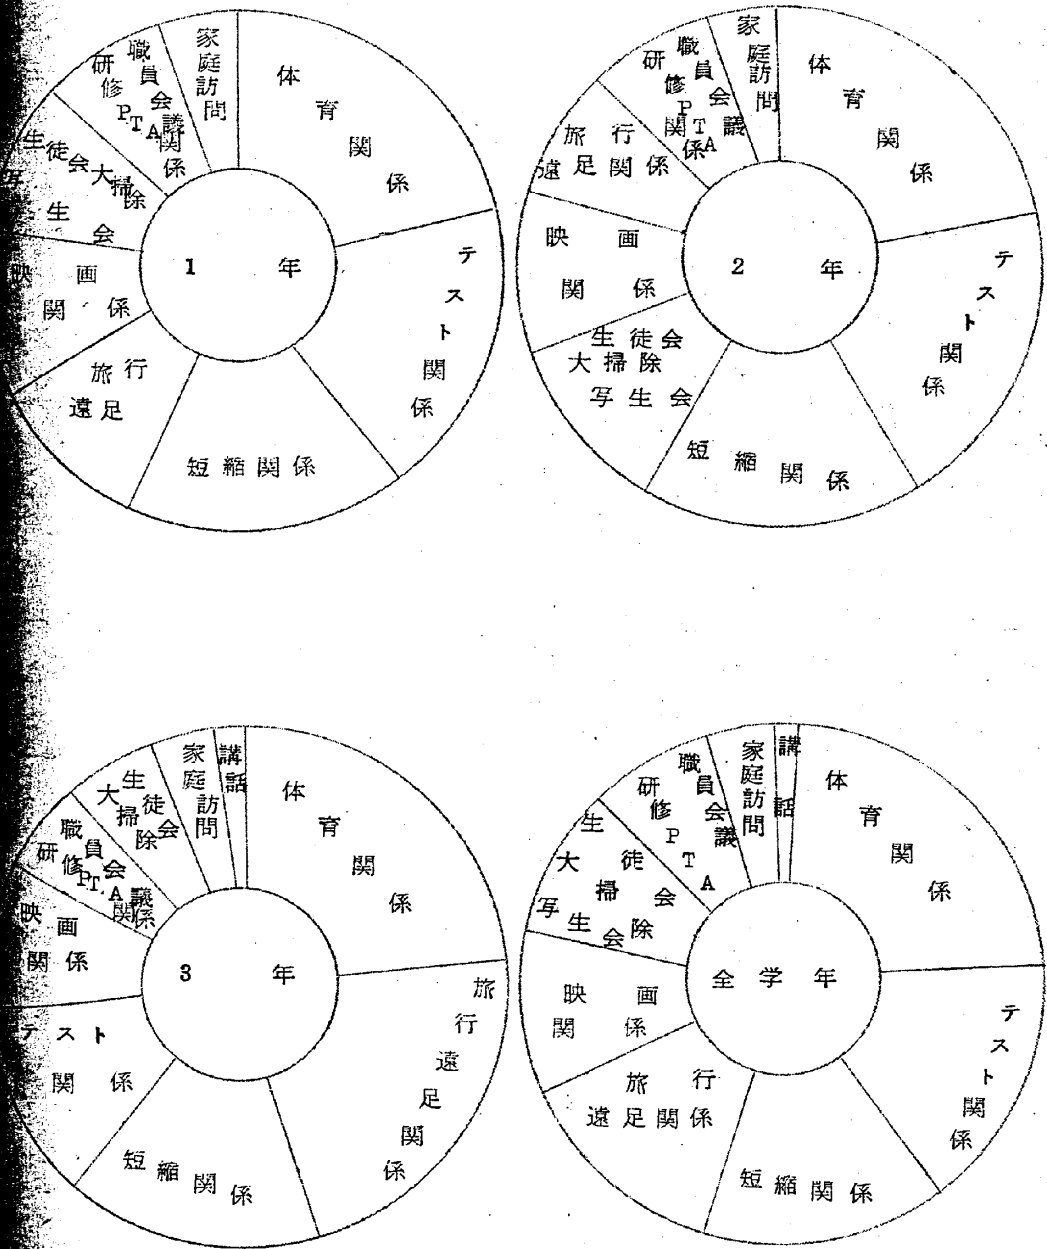 1 年
体育関係
テスト関係
短縮関係
旅行
遠足
映画
関係
生徒会
大掃除
写生会
職員会議
研修
PTA関係
家庭訪問
2 年
体育関係
テスト関係
短縮関係
生徒会
大掃除
写生会
映画
関係
旅行
遠足関係
職員会議
研修
PTA
関係
家庭訪問
3 年
体育関係
旅行遠足関係
短縮関係
テスト
関係
映画
関係
職員会議
研修
PTA関係
生徒会
大掃除
家庭訪問
講話
全学年
体育関係
テスト関係
短縮関係
旅行
遠足関係
映画
関係
生徒会
大掃除
写生会
職員会議
研修
PTA
家庭訪問
講話